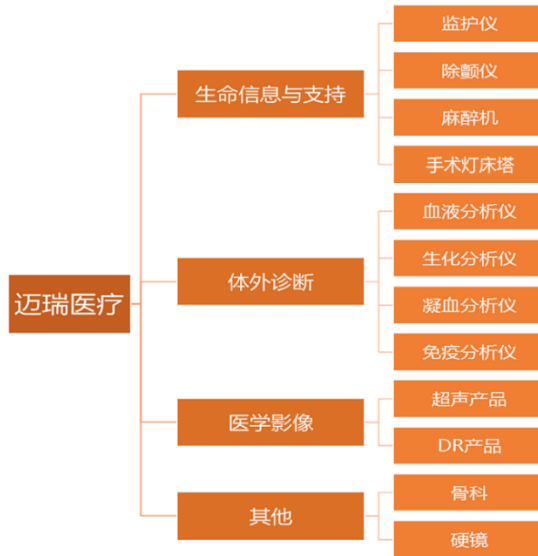 迈瑞医疗
生命信息与支持
监护仪
除颤仪
麻醉机
手术灯床塔
体外诊断
血液分析仪
生化分析仪
凝血分析仪
免疫分析仪
医学影像
超声产品
DR产品
其他
骨科
硬镜